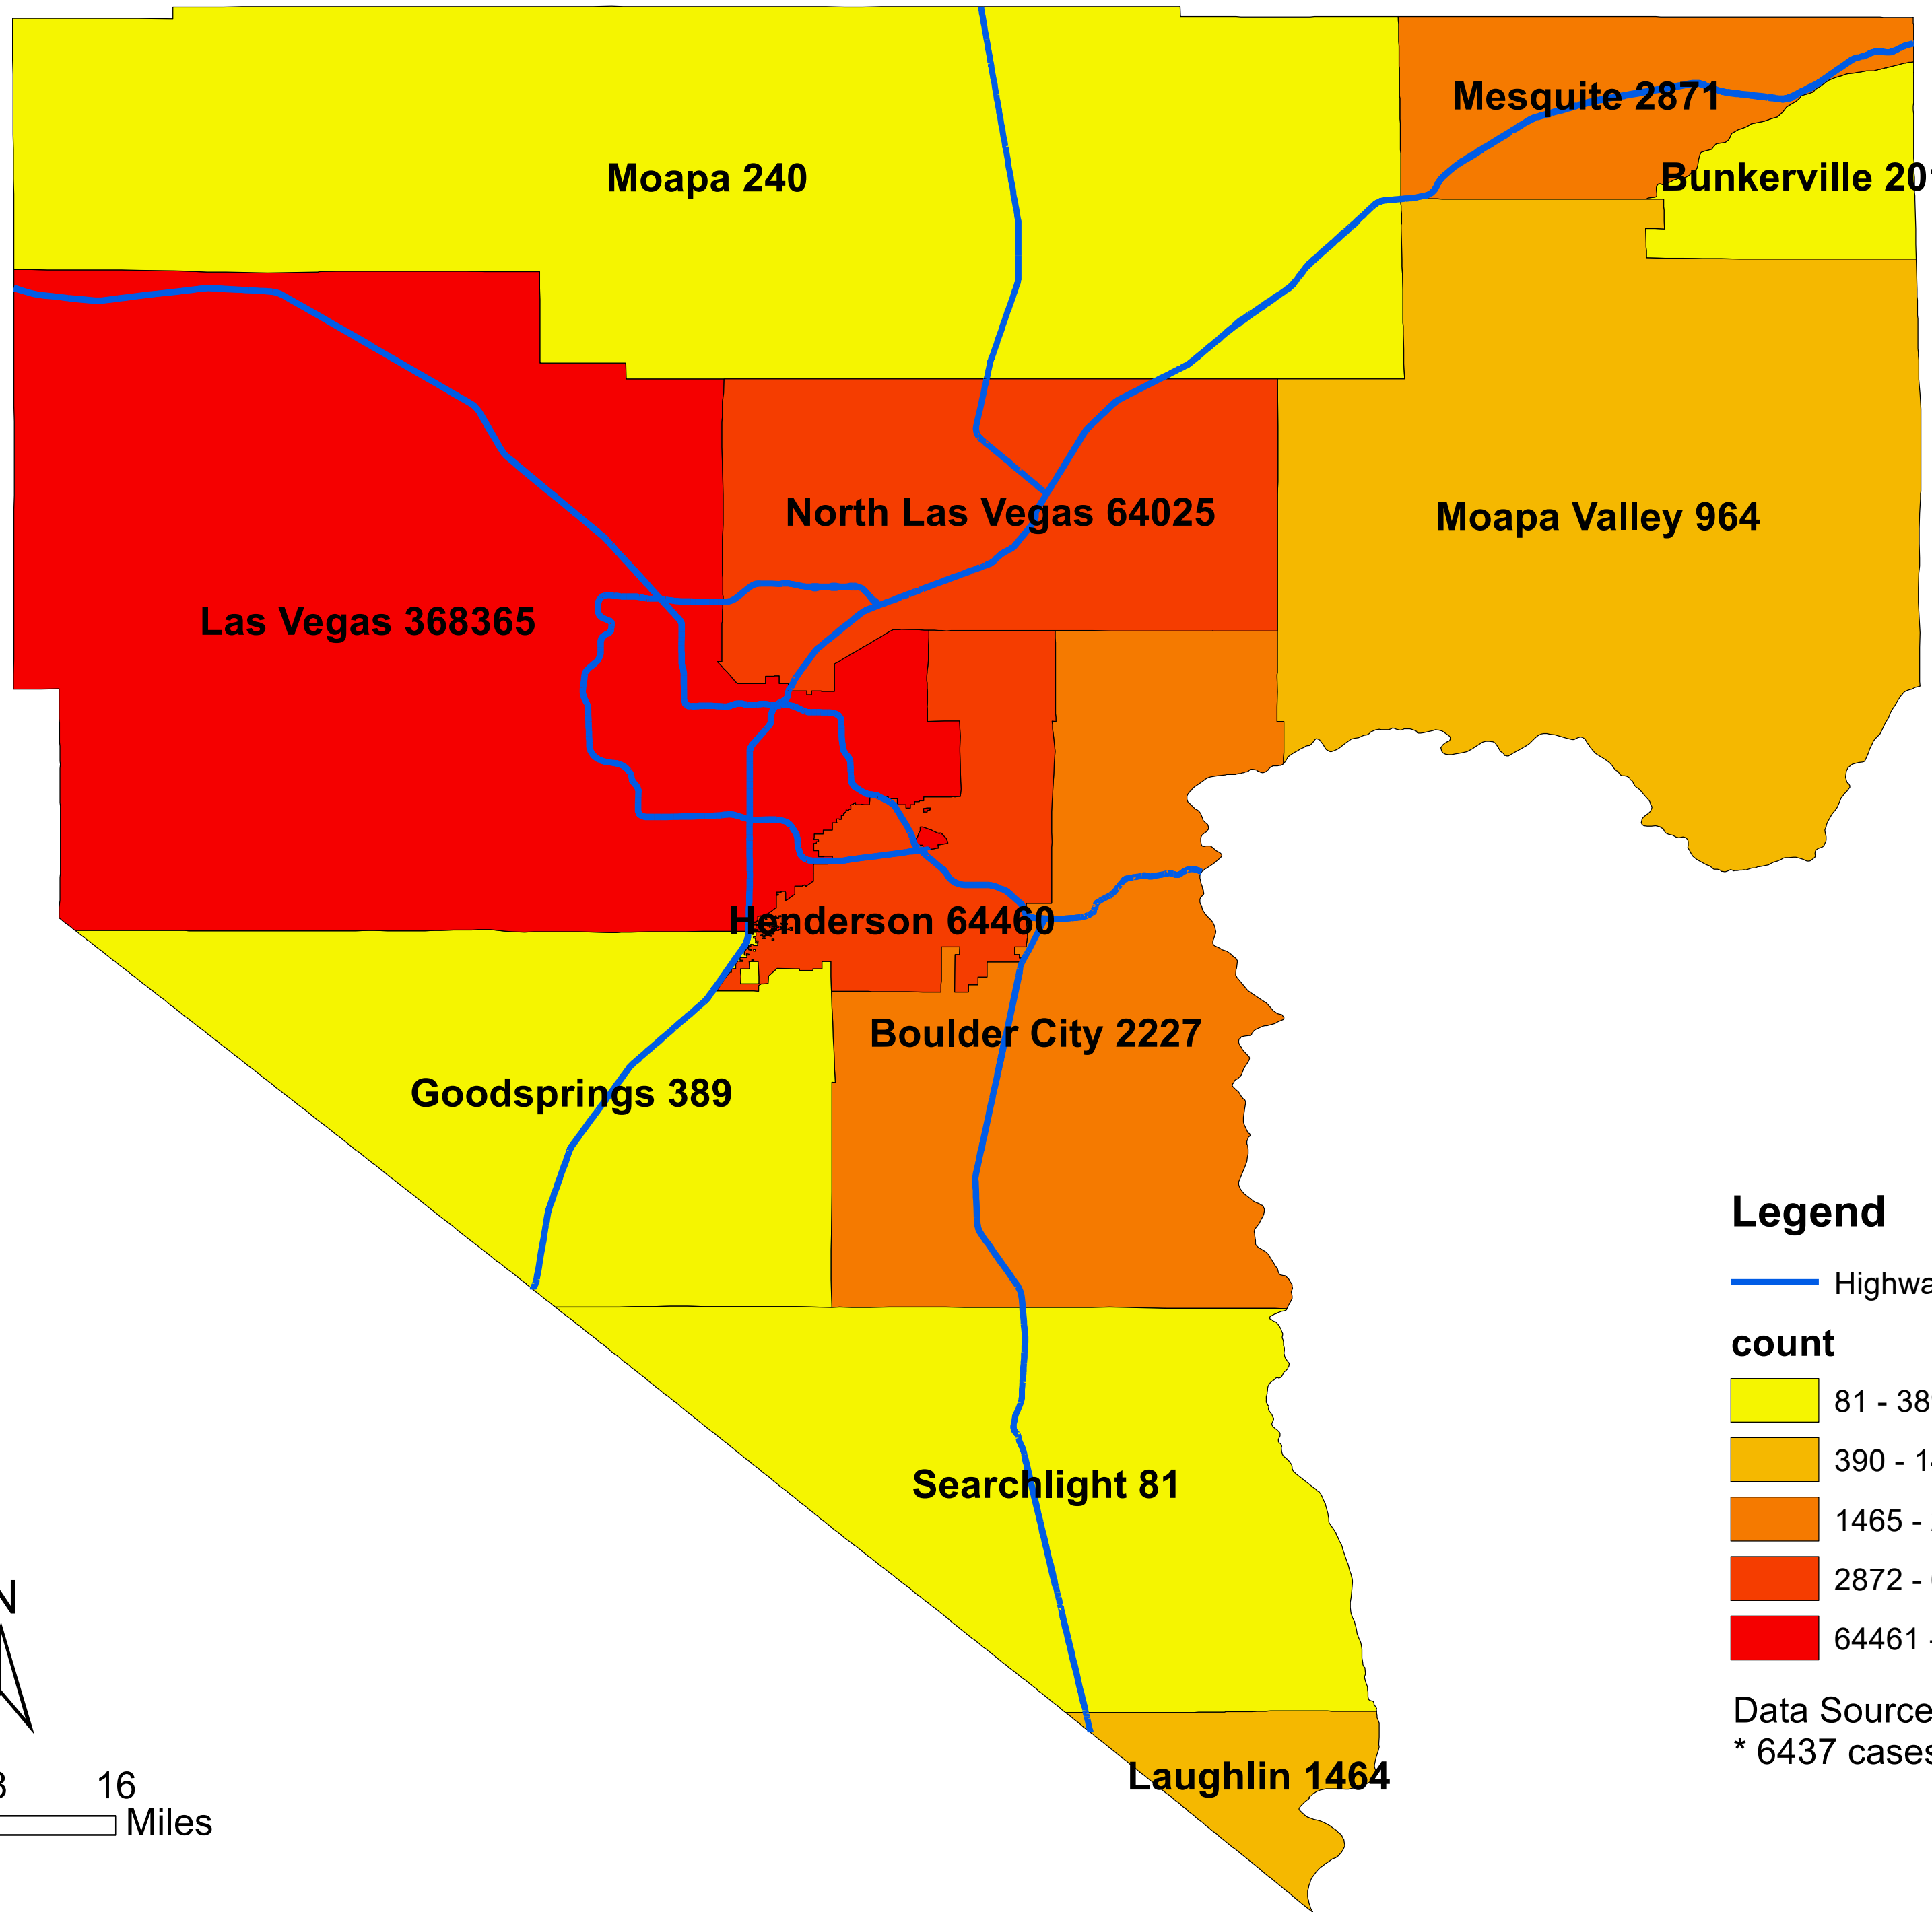 Mesquite 2871
Moapa 240
Bunkerville 201
North Las Vegas 64025
Moapa Valley 964
Las Vegas 368365
Henderson 64460
Boulder City 2227
Goodsprings 389
Legend
count
81 - 38
390 - 14
1465 -
Searchlight 81
2872 -
N
64461 -
Data Source
* 6437 cases
Laughlin 1464
16
Miles